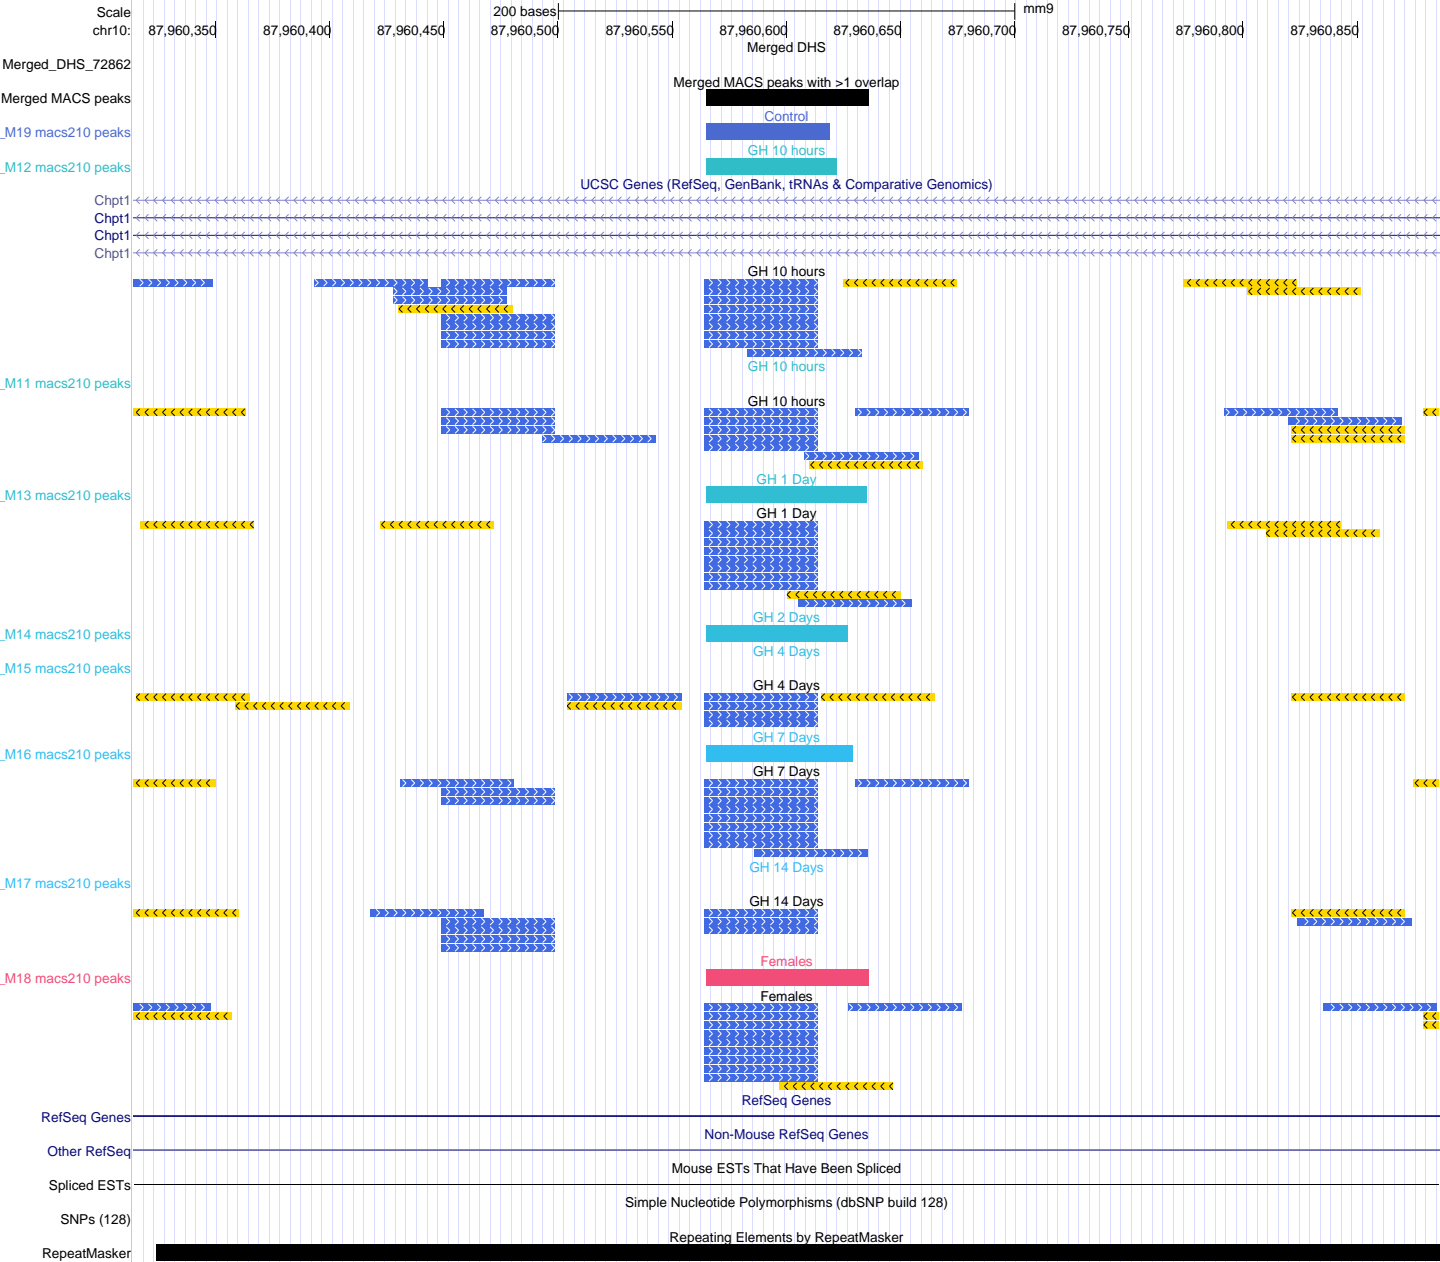 Scale 200 bases mm9
chr10: 87,960,350 87,960,400 87,960,450 87,960,500 87,960,550 87,960,600 87,960,650 87,960,700 87,960,750 87,960,800 87,960,850
Merged DHS
Merged_DHS_72862
Merged MACS peaks with >1 overlap
Merged MACS peaks
Control
_M19 macs210 peaks
GH 10 hours
_M12 macs210 peaks
UCSC Genes (RefSeq, GenBank, tRNAs & Comparative Genomics)
Chpt1
Chpt1
Chpt1
Chpt1
GH 10 hours
GH 10 hours
_M11 macs210 peaks
GH 10 hours
GH 1 Day
_M13 macs210 peaks
GH 1 Day
GH 2 Days
_M14 macs210 peaks
GH 4 Days
_M15 macs210 peaks
GH 4 Days
GH 7 Days
_M16 macs210 peaks
GH 7 Days
GH 14 Days
_M17 macs210 peaks
GH 14 Days
Females
_M18 macs210 peaks
Females
RefSeq Genes
RefSeq Genes
Non-Mouse RefSeq Genes
Other RefSeq
Mouse ESTs That Have Been Spliced
Spliced ESTs
Simple Nucleotide Polymorphisms (dbSNP build 128)
SNPs (128)
Repeating Elements by RepeatMasker
RepeatMasker